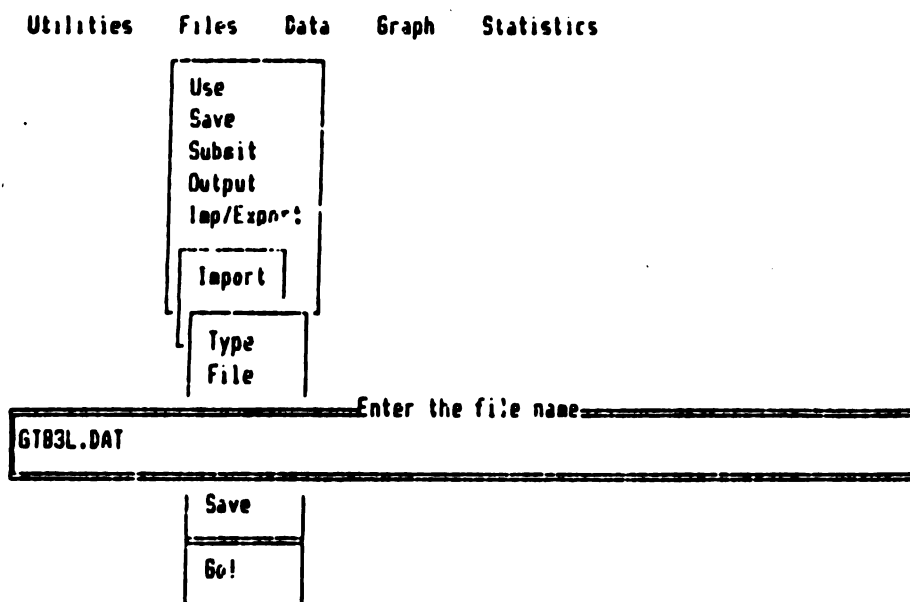 Utilities Files Data Graph Statistics
Use
Save
Submit
Output
Imp/Export
Import
Type
File
Enter the file name
GTB3L.DAT
Save
Go!